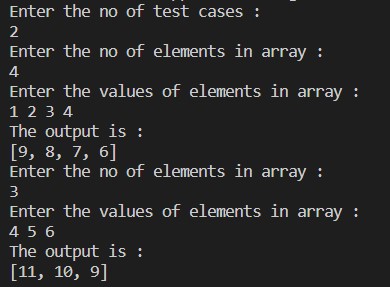 Enter the no of test cases :
2
Enter the no of elements in array :
4
Enter the values of elements in array :
1 2 3 4
The output is :
[9, 8, 7, 6]
Enter the no of elements in array :
3
Enter the values of elements in array :
4 5 6
The output is :
[11, 10, 9]